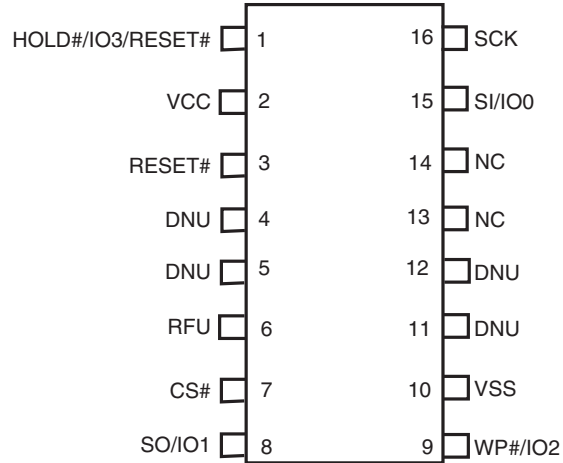 HOLD#/IO3/RESET# 1 16 SCK
VCC 2 15 SI/IO0
RESET# 3 14 NC
DNU 4 13 NC
DNU 5 12 DNU
RFU 6 11 DNU
CS# 7 10 VSS
SO/IO1 8 9 WP#/IO2